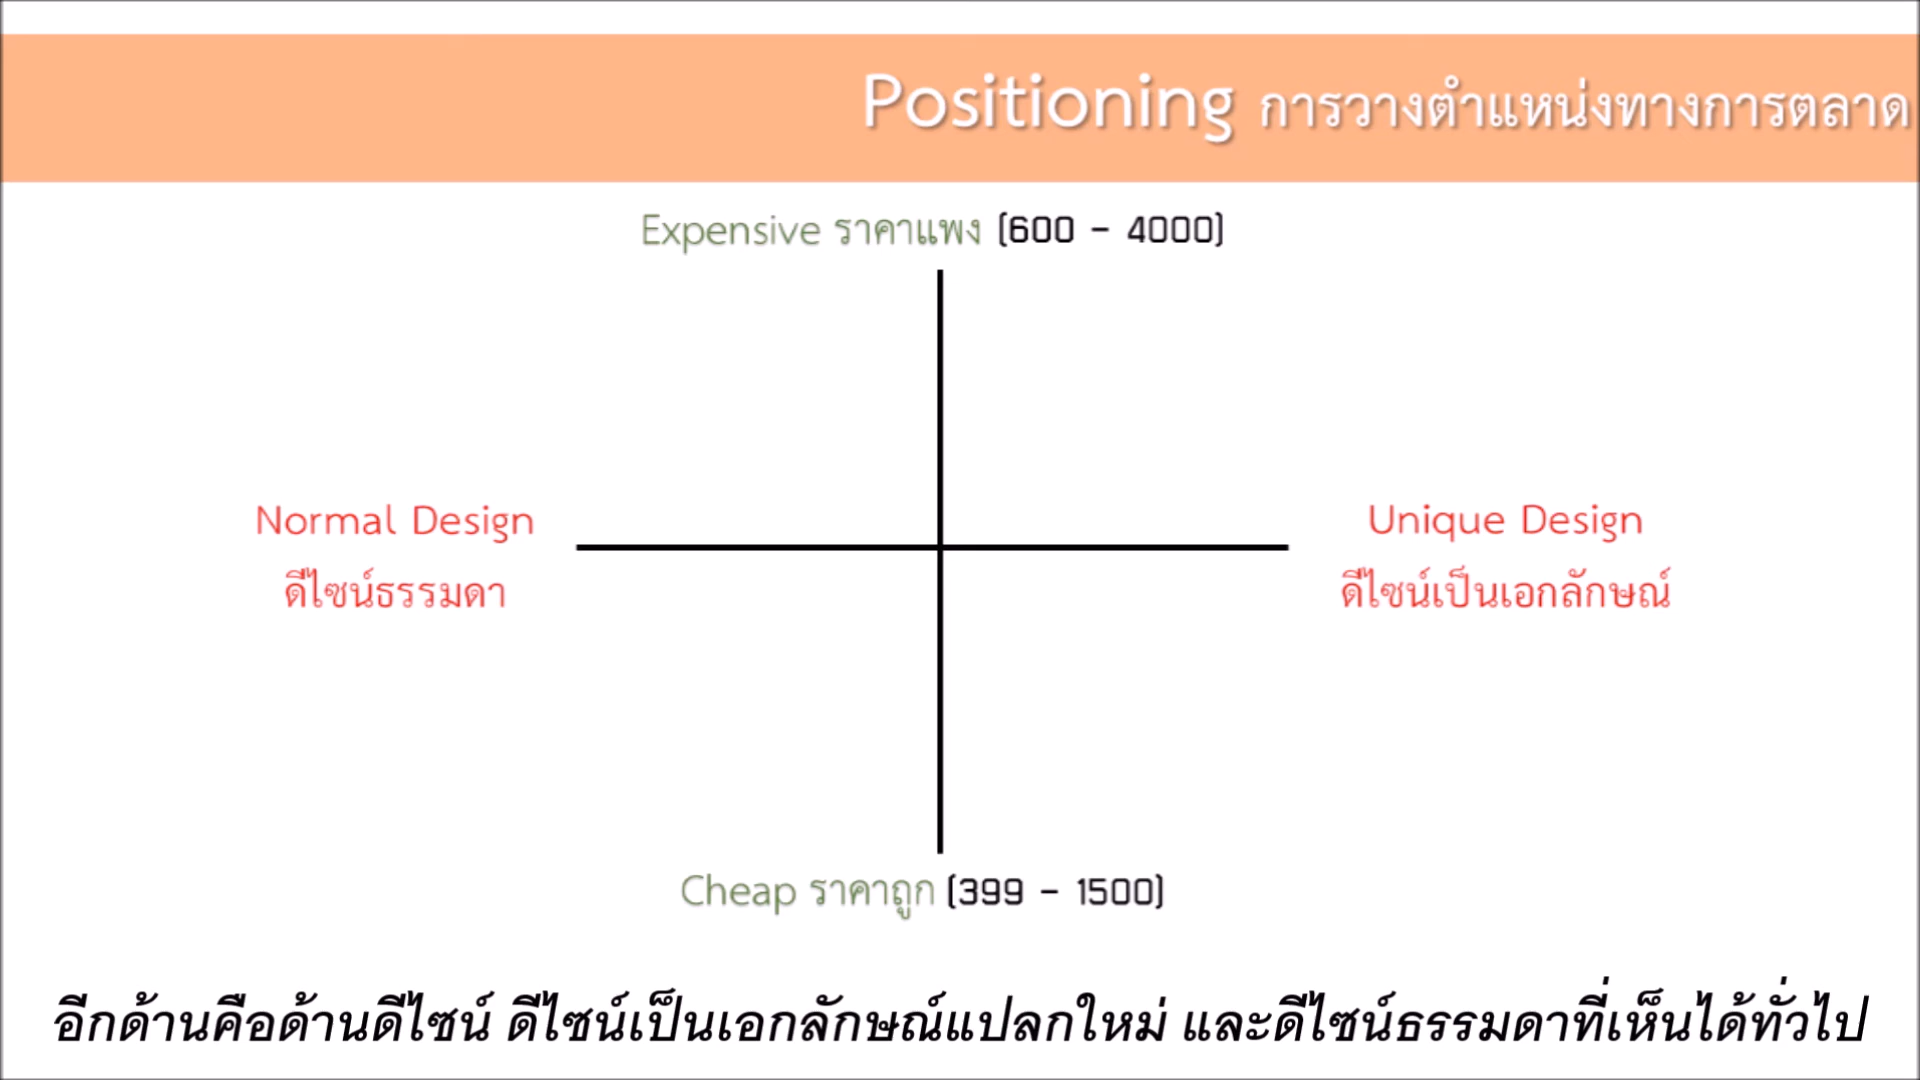 Positioning การวางตำแหน่งทางการตลาด
Expensive ราคาแพง (600 - 4000)
Normal Design
ดีไซน์ธรรมดา
Unique Design
ดีไซน์เป็นเอกลักษณ์
Cheap ราคาถูก (399 - 1500)
อีกด้านคือด้านดีไซน์ ดีไซน์เป็นเอกลักษณ์แปลกใหม่ และดีไซน์ธรรมดาที่เห็นได้ทั่วไป